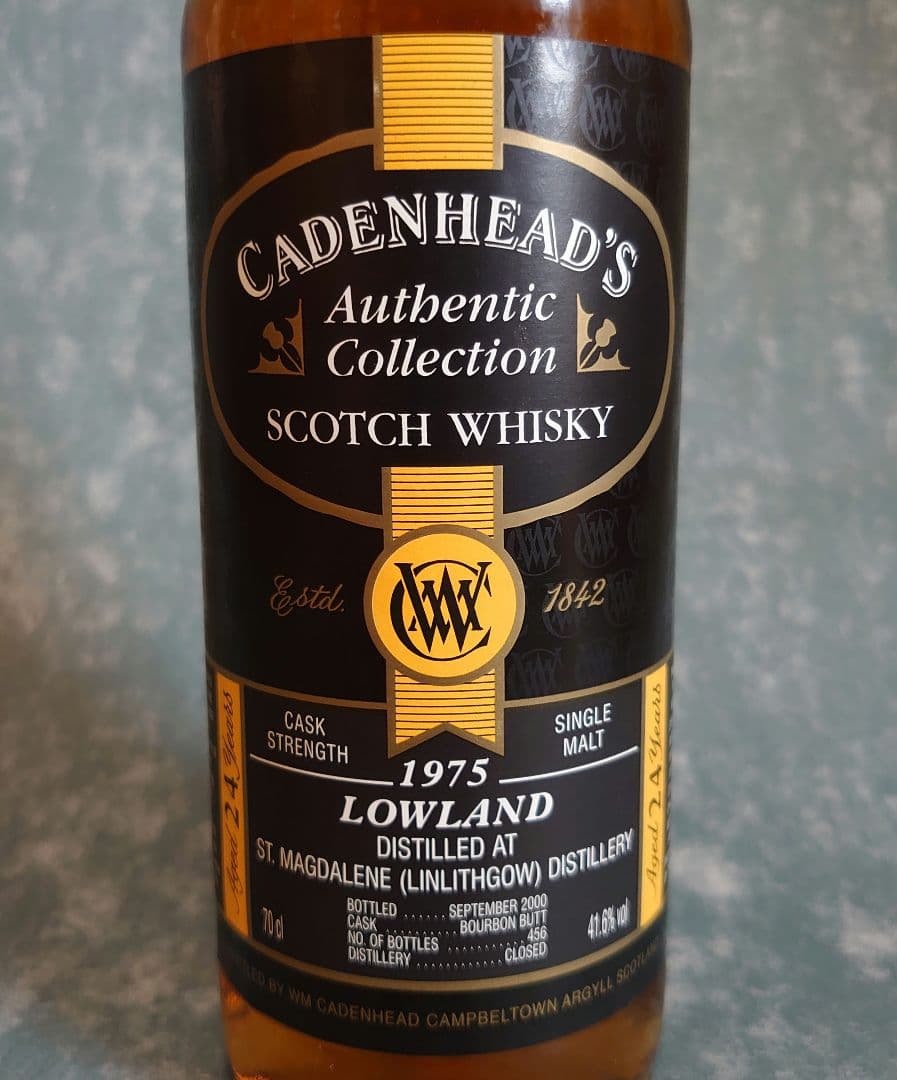 CADENHEAD'S
Authentic
Collection
SCOTCH WHISKY
Estd. 1842
CASK
STRENGTH
SINGLE
MALT
Aged 24 Years
Aged 24 Years
1975
LOWLAND
DISTILLED AT
ST. MAGDALENE (LINLITHGOW) DISTILLERY
70 cl
BOTTLED ...... SEPTEMBER 2000
CASK ............ BOURBON BUTT
NO. OF BOTTLES .......... 456
DISTILLERY ............ CLOSED
41.6% vol
BY WM CADENHEAD CAMPBELTOWN ARGYLL SCOTLAND